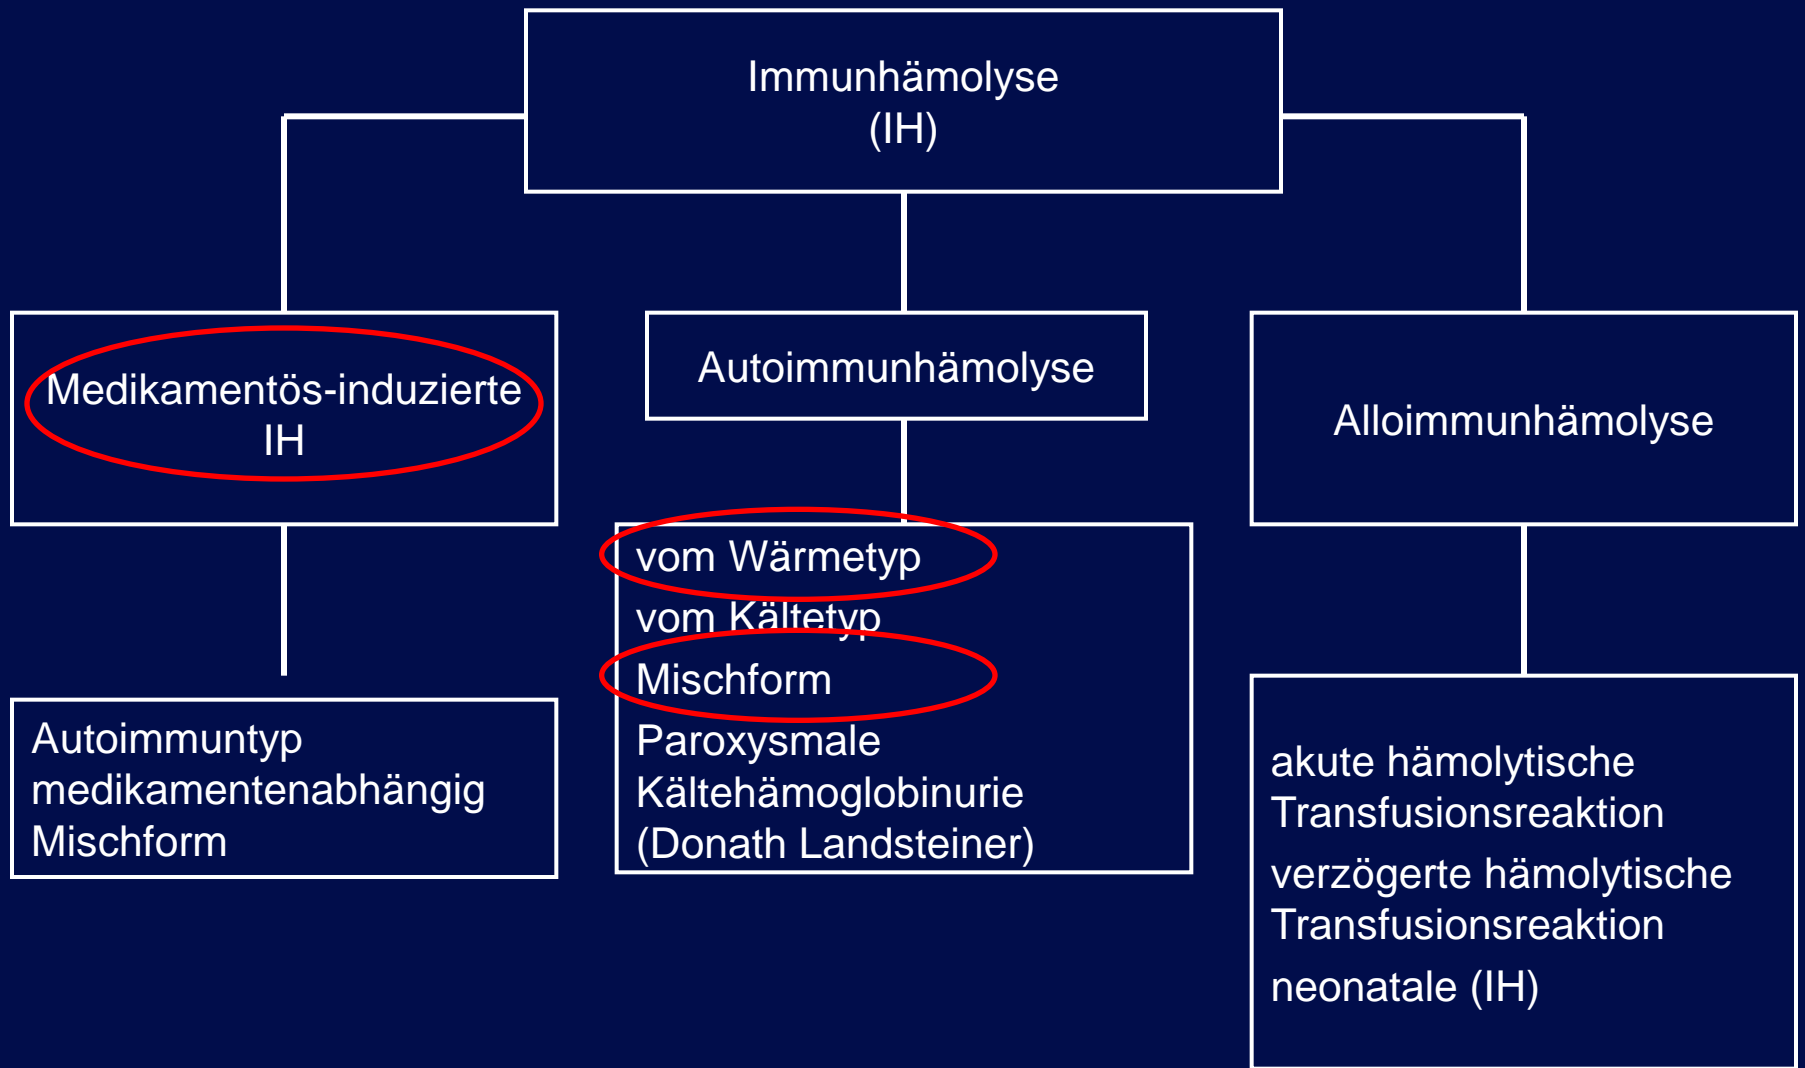 Immunhämolyse
(IH)
Medikamentös-induzierte
IH
Autoimmuntyp
medikamentenabhängig
Mischform
Autoimmunhämolyse
vom Wärmetyp
vom Kältetyp
Mischform
Paroxysmale
Kältehämoglobinurie
(Donath Landsteiner)
Alloimmunhämolyse
akute hämolytische
Transfusionsreaktion
verzögerte hämolytische
Transfusionsreaktion
neonatale (IH)